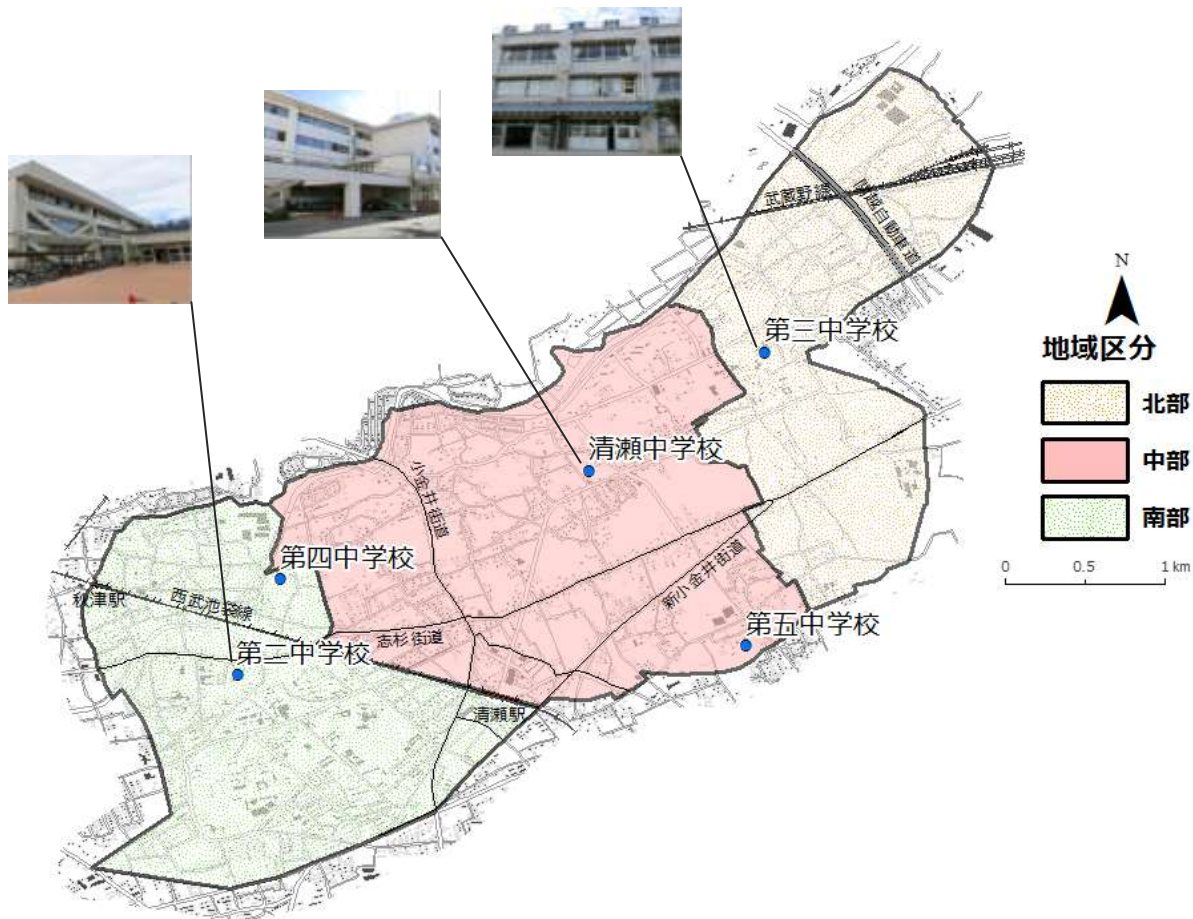 武蔵野線
関越自動車道
N
第三中学校
地域区分
北部
中部
南部
清瀬中学校
小金井街道
0 0.5 1 km
第四中学校
新小金井街道
秋津駅
西武池袋線
志杉街道
第五中学校
第二中学校
清瀬駅